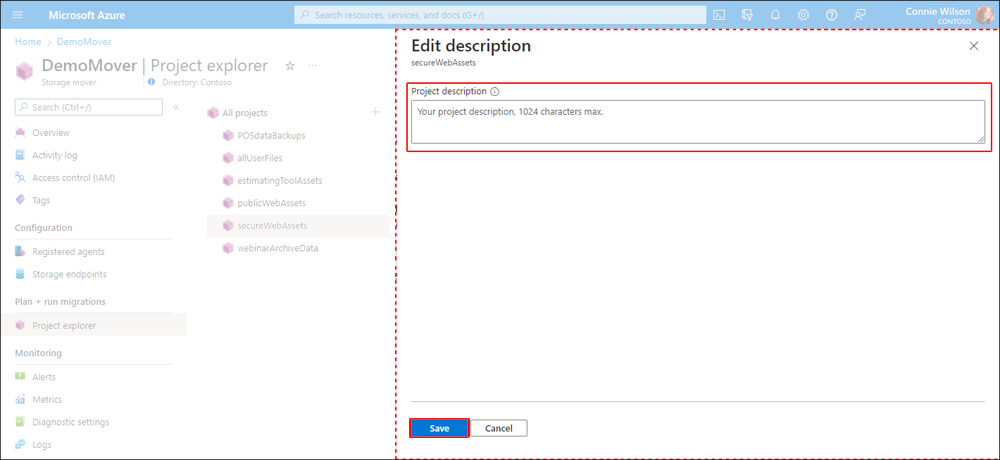 Microsoft Azure
Search resources, services, and docs (G+/)
Connie Wilson
CONTOSO
Home > DemoMover
DemoMover | Project explorer
Storage mover
Directory: Contoso
Search (Ctrl+/)
Overview
Activity log
Access control (IAM)
Tags
Configuration
Registered agents
Storage endpoints
Plan + run migrations
Project explorer
Monitoring
Alerts
Metrics
Diagnostic settings
Logs
All projects
POSdataBackups
allUserFiles
estimatingToolAssets
publicWebAssets
secureWebAssets
webinarArchiveData
Edit description
secureWebAssets
Project description
Your project description, 1024 characters max.
Save
Cancel